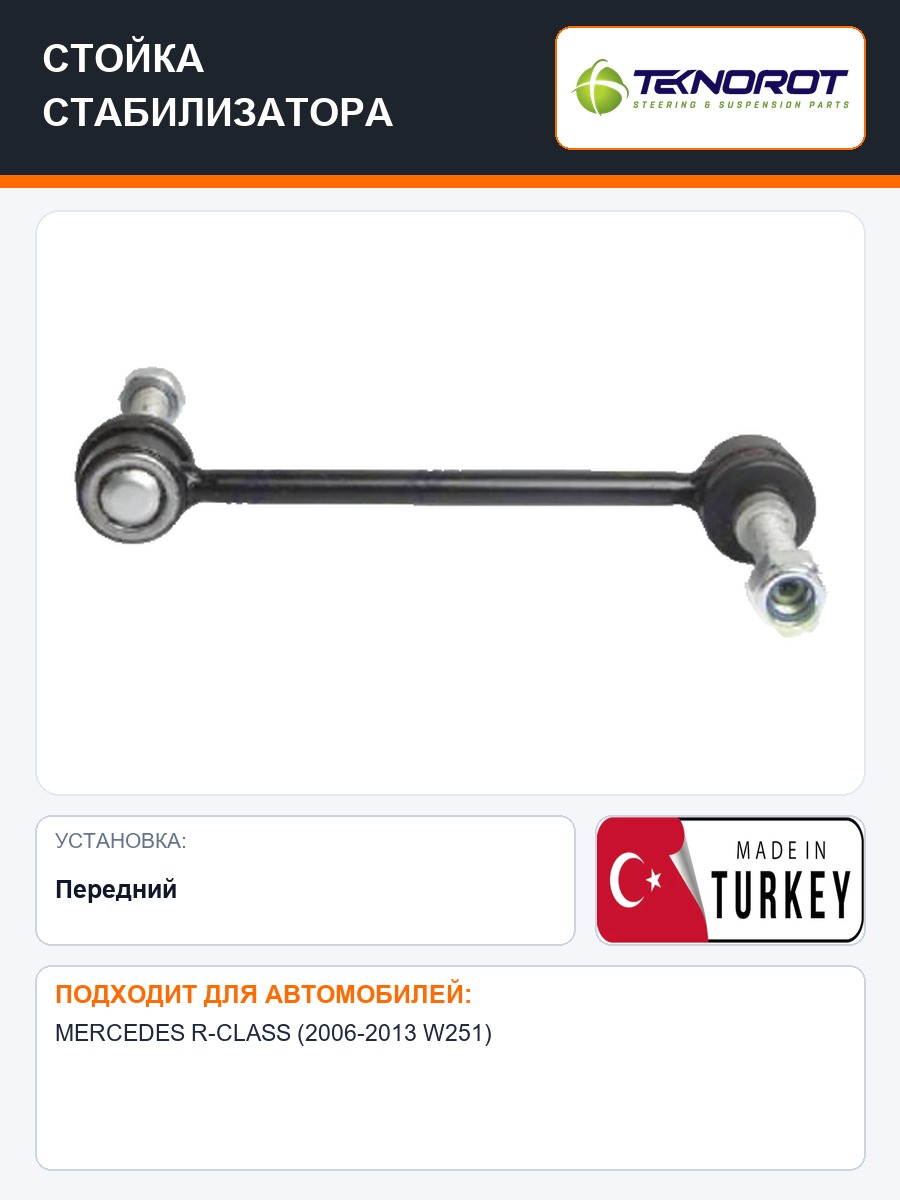 СТОЙКА
СТАБИЛИЗАТОРА
TEKNOROT
STEERING & SUSPENSION PARTS
УСТАНОВКА:
Передний
MADE IN
TURKEY
ПОДХОДИТ ДЛЯ АВТОМОБИЛЕЙ:
MERCEDES R-CLASS (2006-2013 W251)